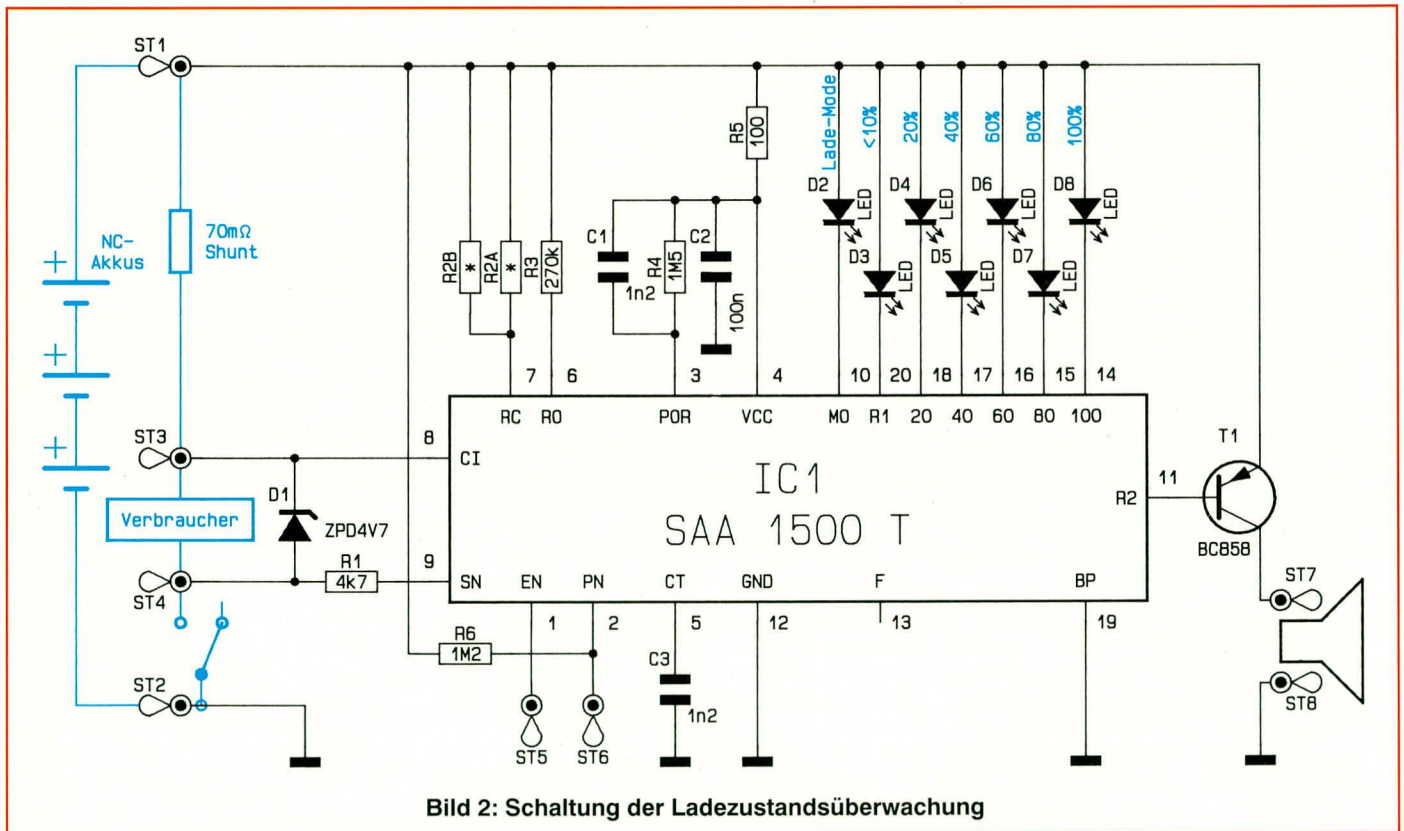 ST1
NC-
Akkus
70mΩ
Shunt
+
+
+
ST3
Verbraucher
ST4
ST2
D1
ZPD4V7
R1
4k7
R2B
*
R2A
*
R3
270k
C1
1n2
R4
1M5
C2
100n
R5
100
Lade-Mode
<10%
20%
40%
60%
80%
100%
D2
LED
D3
LED
D4
LED
D5
LED
D6
LED
D7
LED
D8
LED
7 6 3 4 10 20 18 17 16 15 14
RC RO POR VCC MO R1 20 40 60 80 100
8
CI
IC1
SAA 1500 T
R2
11
T1
BC858
9
SN EN PN CT GND F BP
1 2 5 12 13 19
R6
1M2
C3
1n2
ST5
ST6
ST7
ST8
Bild 2: Schaltung der Ladezustandsüberwachung